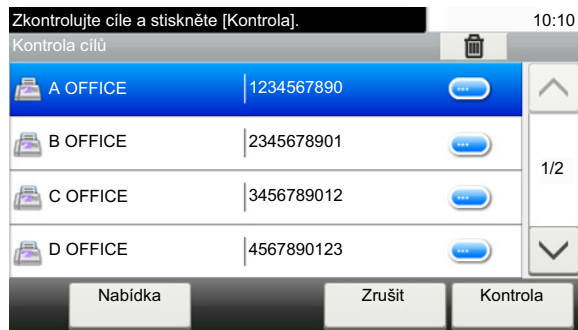 Zkontrolujte cíle a stiskněte [Kontrola]. 10:10
Kontrola cílů
A OFFICE 1234567890
B OFFICE 2345678901
1/2
C OFFICE 3456789012
D OFFICE 4567890123
Nabídka Zrušit Kontrola